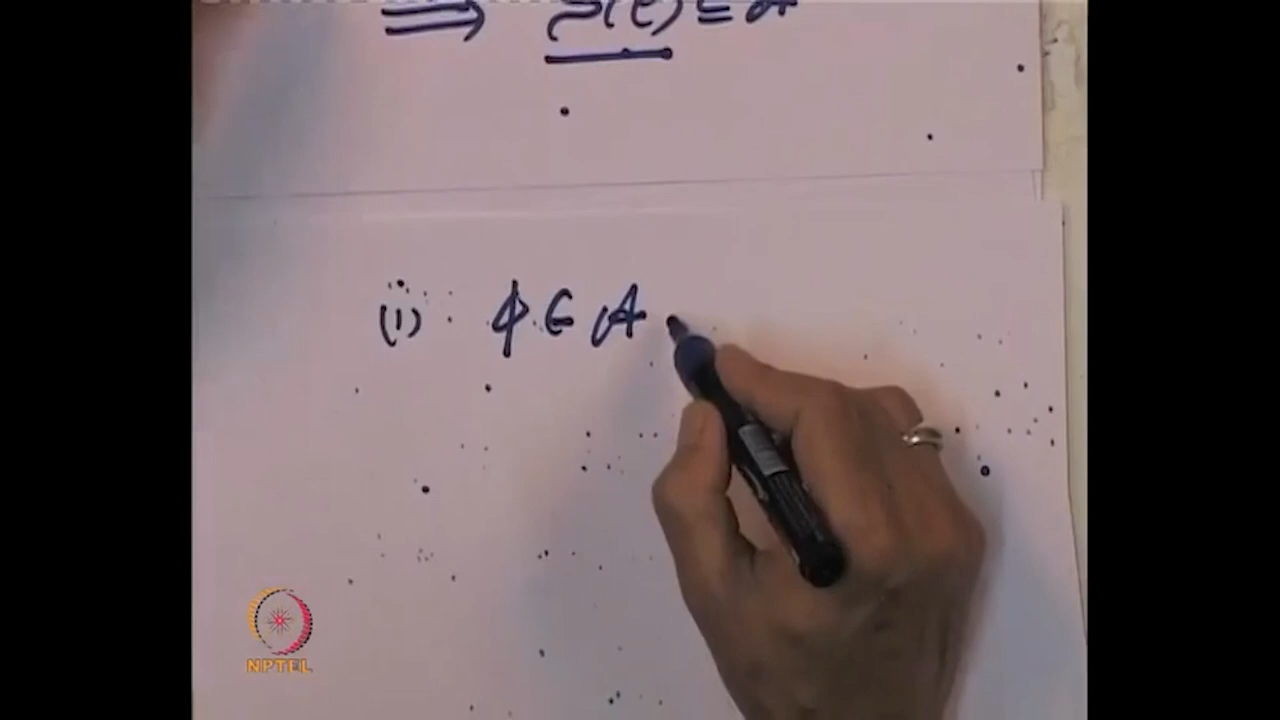 ⟹ S(C) ⊆ A
(1) φ ∈ A
NPTEL